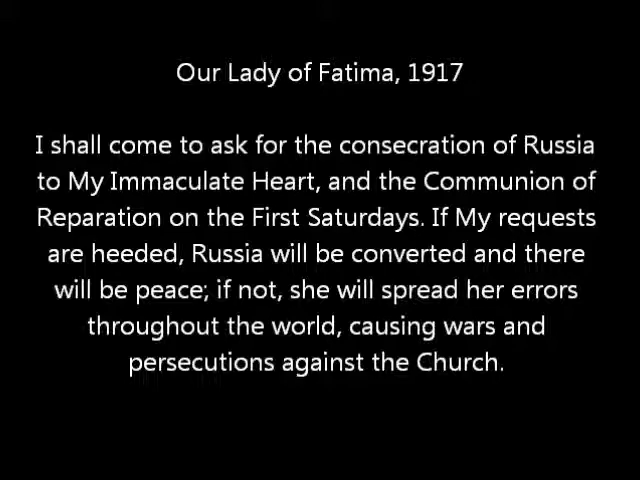 Our Lady of Fatima, 1917
I shall come to ask for the consecration of Russia
to My Immaculate Heart, and the Communion of
Reparation on the First Saturdays. If My requests
are heeded, Russia will be converted and there
will be peace; if not, she will spread her errors
throughout the world, causing wars and
persecutions against the Church.